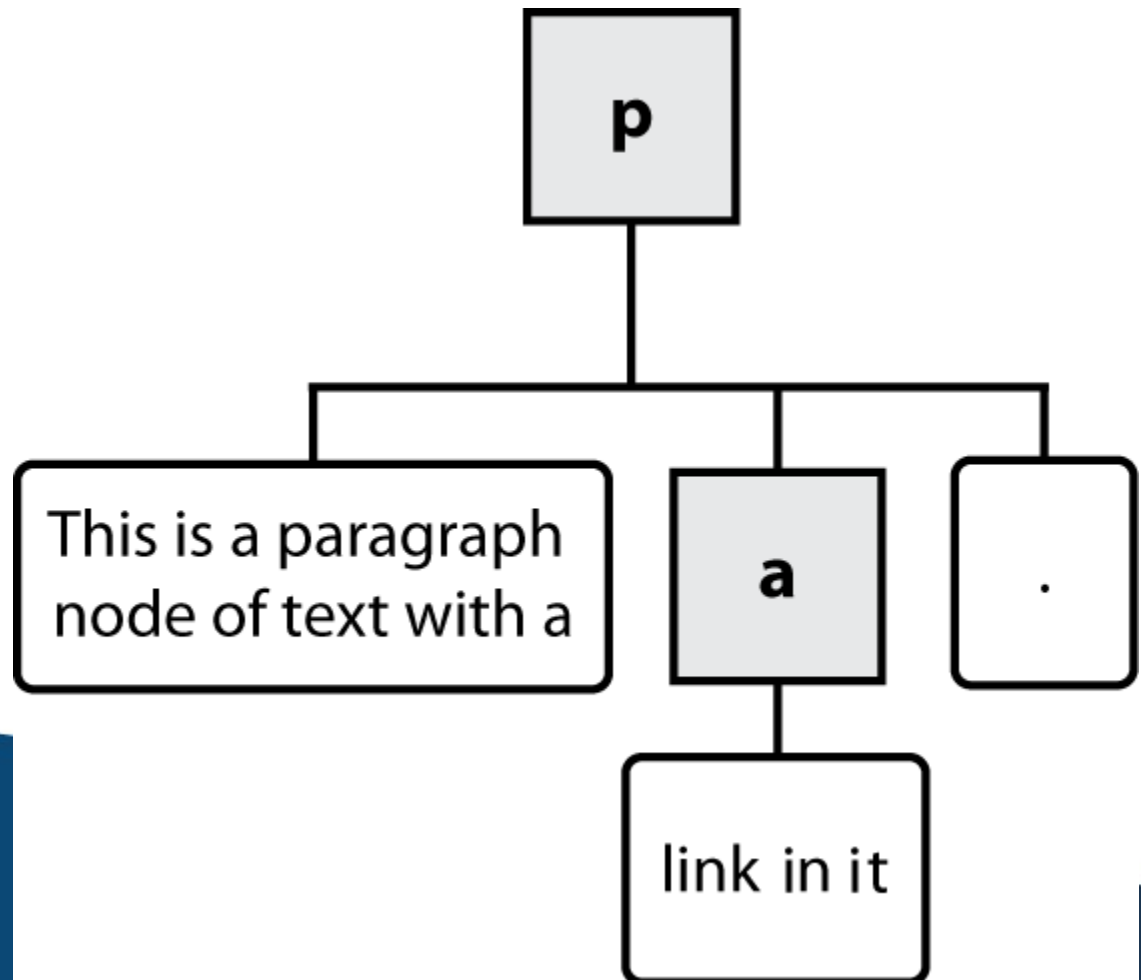 p
This is a paragraph
node of text with a
a
.
link in it